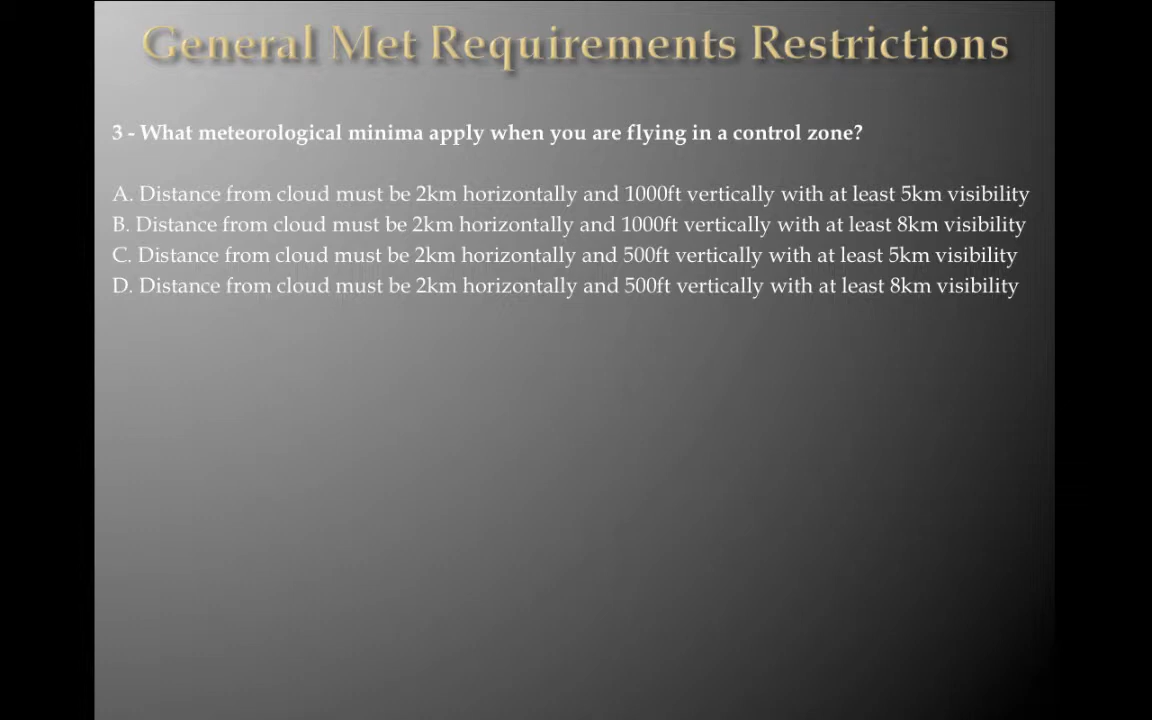 General Met Requirements Restrictions
3 - What meteorological minima apply when you are flying in a control zone?
A. Distance from cloud must be 2km horizontally and 1000ft vertically with at least 5km visibility
B. Distance from cloud must be 2km horizontally and 1000ft vertically with at least 8km visibility
C. Distance from cloud must be 2km horizontally and 500ft vertically with at least 5km visibility
D. Distance from cloud must be 2km horizontally and 500ft vertically with at least 8km visibility